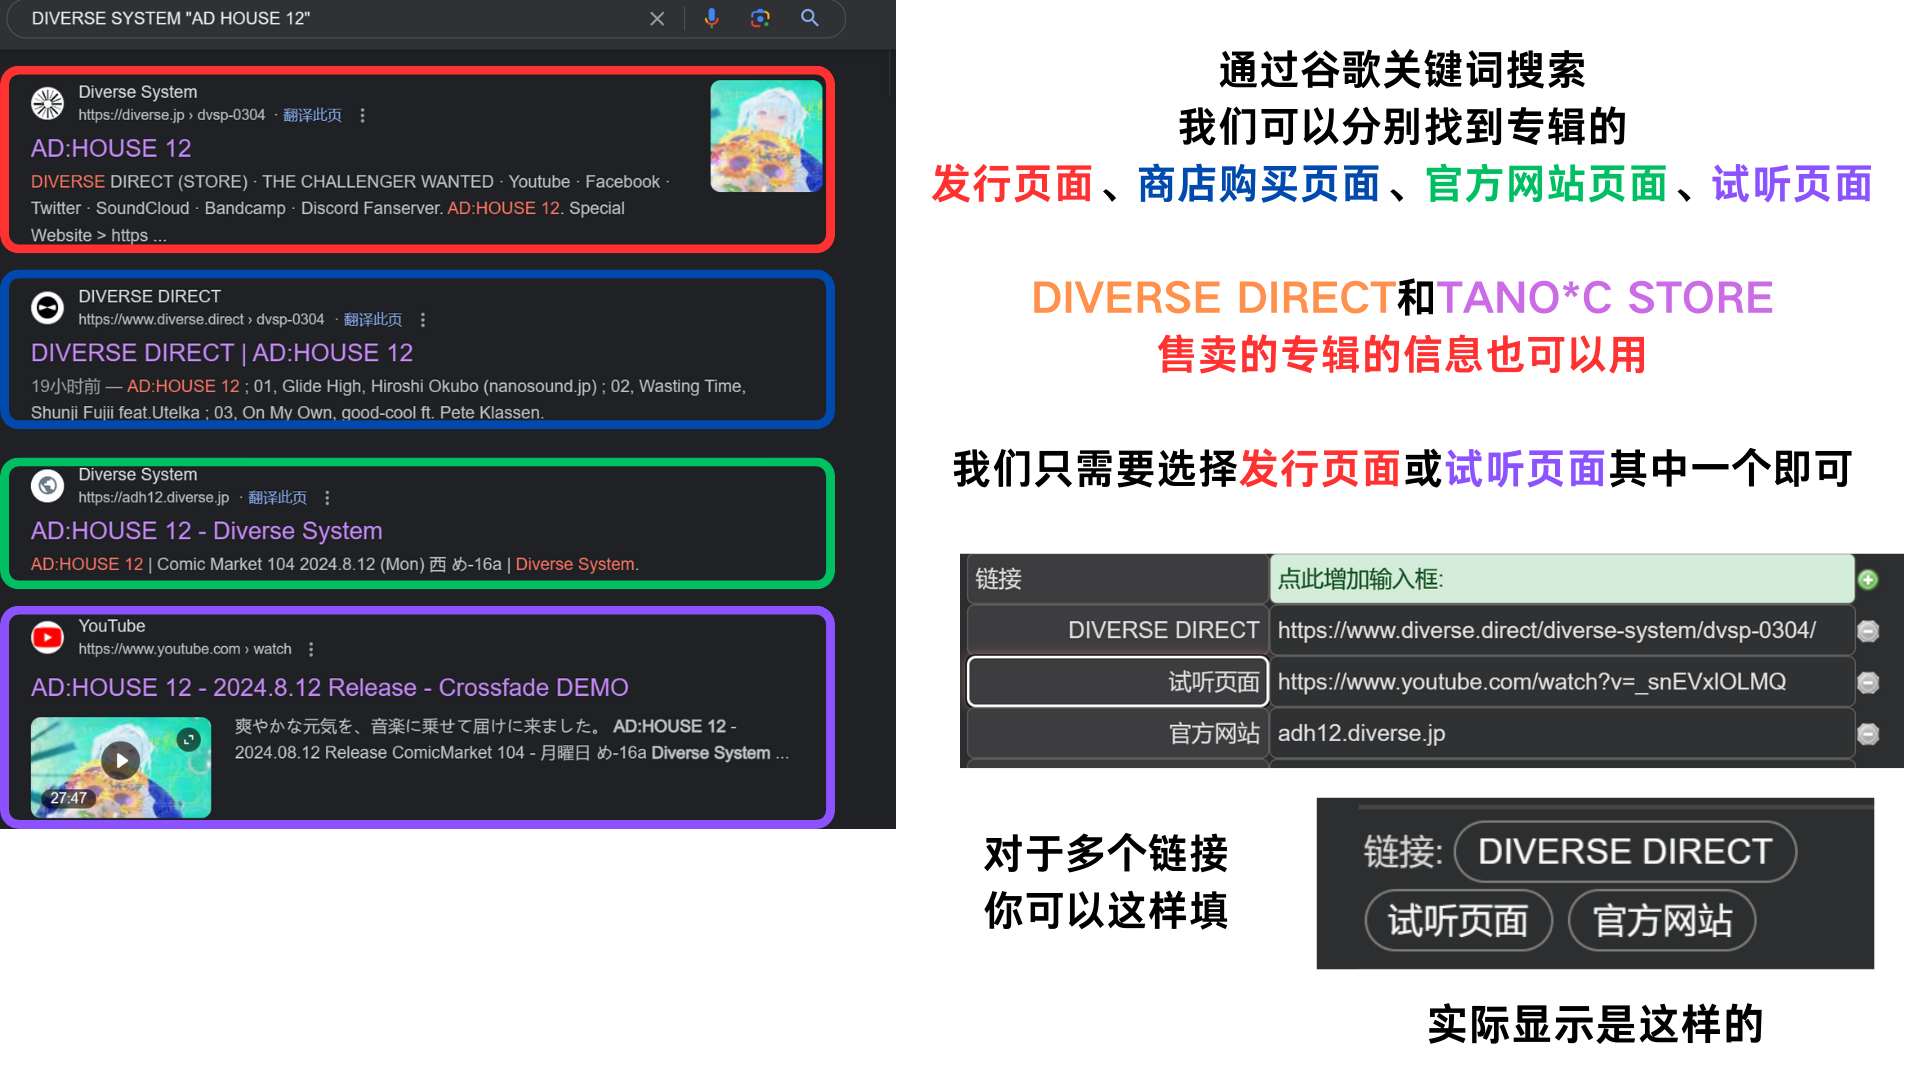 DIVERSE SYSTEM "AD HOUSE 12"
Diverse System
https://diverse.jp › dvsp-0304 · 翻译此页
AD:HOUSE 12
DIVERSE DIRECT (STORE) · THE CHALLENGER WANTED · Youtube · Facebook ·
Twitter · SoundCloud · Bandcamp · Discord Fanserver. AD:HOUSE 12. Special
Website > https ...
DIVERSE DIRECT
https://www.diverse.direct › dvsp-0304 · 翻译此页
DIVERSE DIRECT | AD:HOUSE 12
19小时前 — AD:HOUSE 12 ; 01, Glide High, Hiroshi Okubo (nanosound.jp) ; 02, Wasting Time,
Shunji Fujii feat.Utelka ; 03, On My Own, good-cool ft. Pete Klassen.
Diverse System
https://adh12.diverse.jp · 翻译此页
AD:HOUSE 12 - Diverse System
AD:HOUSE 12 | Comic Market 104 2024.8.12 (Mon) 西 め-16a | Diverse System.
YouTube
https://www.youtube.com › watch
AD:HOUSE 12 - 2024.8.12 Release - Crossfade DEMO
爽やかな元気を、音楽に乗せて届けに来ました。 AD:HOUSE 12 -
2024.08.12 Release ComicMarket 104 - 月曜日 め-16a Diverse System ...
27:47
通过谷歌关键词搜索
我们可以分别找到专辑的
发行页面、商店购买页面、官方网站页面、试听页面
DIVERSE DIRECT和TANO*C STORE
售卖的专辑的信息也可以用
我们只需要选择发行页面或试听页面其中一个即可
链接 点此增加输入框:
DIVERSE DIRECT https://www.diverse.direct/diverse-system/dvsp-0304/
试听页面 https://www.youtube.com/watch?v=_snEVxlOLMQ
官方网站 adh12.diverse.jp
对于多个链接
你可以这样填
链接: DIVERSE DIRECT
试听页面 官方网站
实际显示是这样的